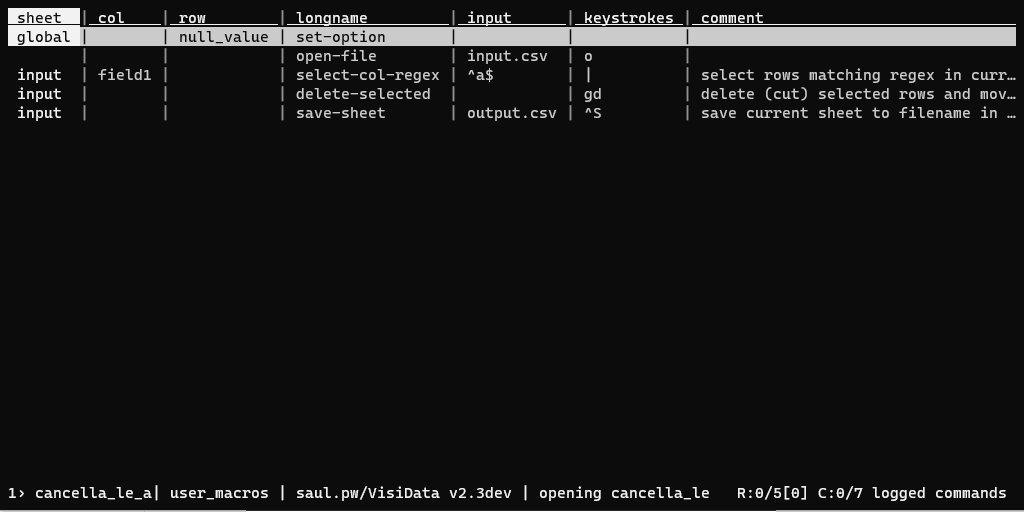 sheet | col | row | longname | input | keystrokes | comment
global | | null_value | set-option | | |
| | | open-file | input.csv | o |
input | field1 | | select-col-regex | ^a$ | | | select rows matching regex in curr…
input | | | delete-selected | | gd | delete (cut) selected rows and mov…
input | | | save-sheet | output.csv | ^S | save current sheet to filename in …
1› cancella_le_a| user_macros | saul.pw/VisiData v2.3dev | opening cancella_le R:0/5[0] C:0/7 logged commands